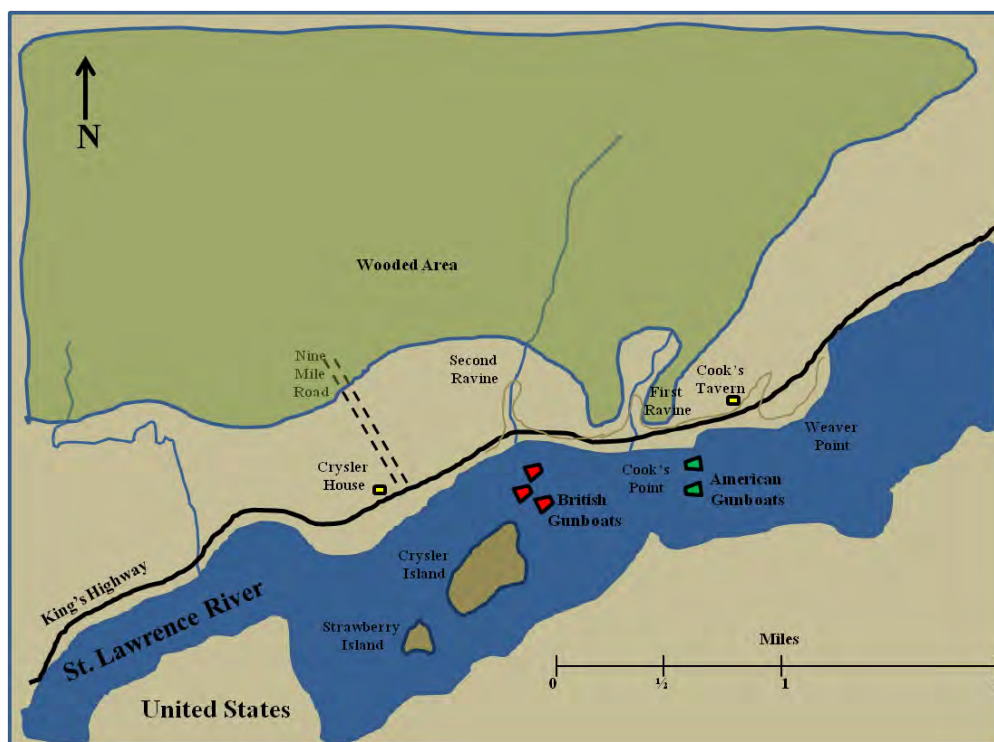 N
Wooded Area
Nine
Mile
Road
Second
Ravine
First
Ravine
Cook's
Tavern
Weaver
Point
Crysler
House
Cook's
Point
American
Gunboats
British
Gunboats
Crysler
Island
King's Highway
St. Lawrence River
Strawberry
Island
United States
Miles
0
½
1